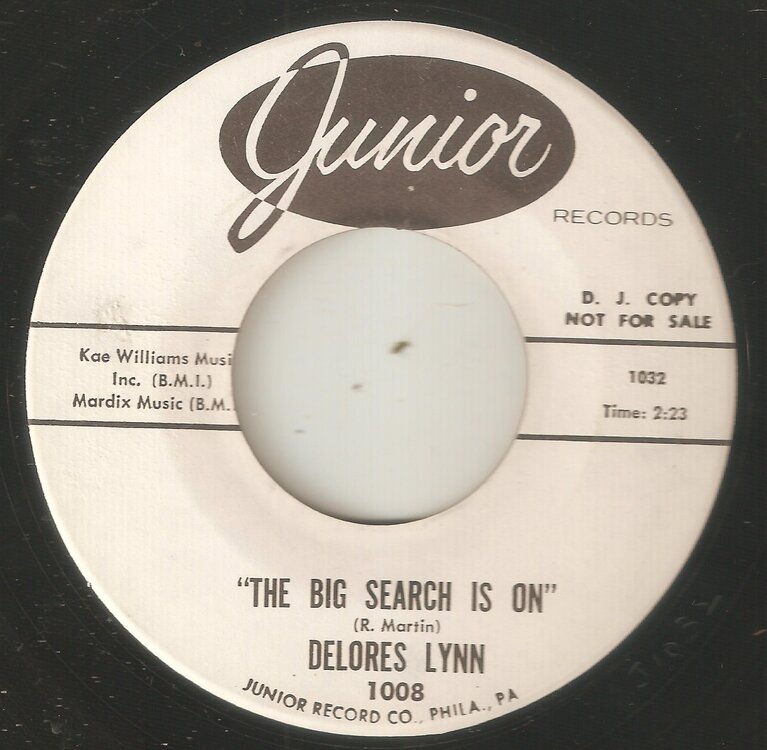 Junior
RECORDS
D. J. COPY
NOT FOR SALE
Kae Williams Musi
Inc. (B.M.I.)
Mardix Music (B.M.
1032
Time: 2:23
"THE BIG SEARCH IS ON"
(R. Martin)
DELORES LYNN
1008
JUNIOR RECORD CO., PHILA., PA